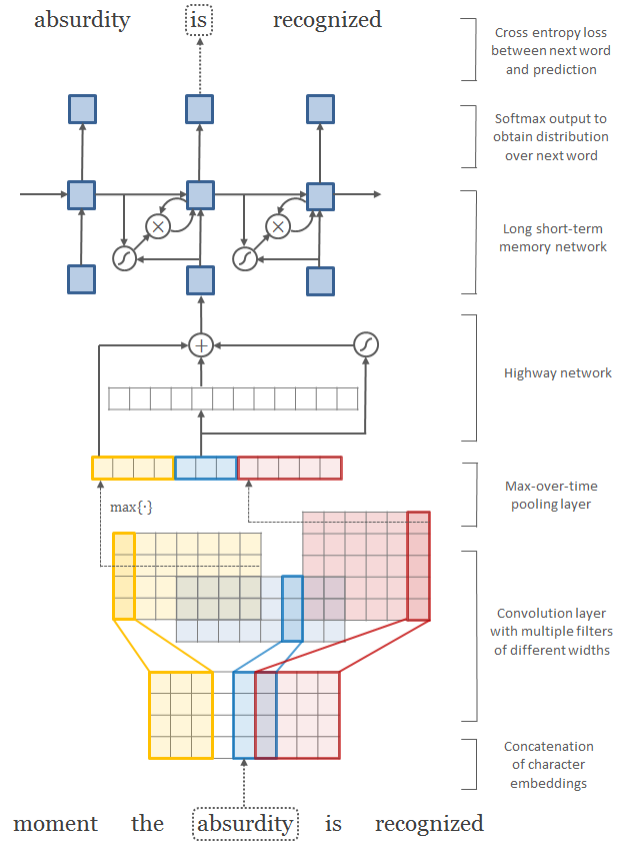 absurdity is recognized
Cross entropy loss
between next word
and prediction
Softmax output to
obtain distribution
over next word
Long short-term
memory network
Highway network
Max-over-time
pooling layer
max{·}
Convolution layer
with multiple filters
of different widths
Concatenation
of character
embeddings
moment the absurdity is recognized